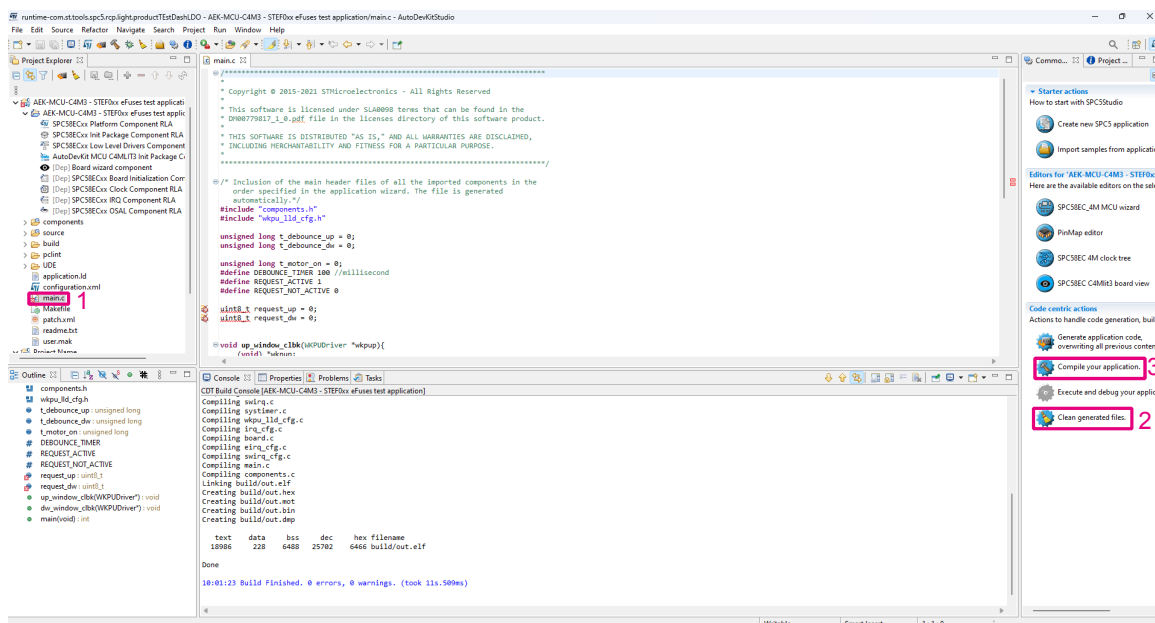 runtime-com.st.tools.spc5.rcp.light.productTEstDashLDO - AEK-MCU-C4M3 - STEF0xx eFuses test application/main.c - AutoDevKitStudio
File Edit Source Refactor Navigate Search Project Run Window Help
Project Explorer
AEK-MCU-C4M3 - STEF0xx eFuses test applicati
AEK-MCU-C4M3 - STEF0xx eFuses test applic
SPC58ECxx Platform Component RLA
SPC58ECxx Init Package Component RLA
SPC58ECxx Low Level Drivers Component
AutoDevKit MCU C4MLIT3 Init Package C
[Dep] Board wizard component
[Dep] SPC58ECxx Board Initialization Com
[Dep] SPC58ECxx Clock Component RLA
[Dep] SPC58ECxx IRQ Component RLA
[Dep] SPC58ECxx OSAL Component RLA
components
source
build
pclint
UDE
application.ld
configuration.xml
main.c 1
Makefile
patch.xml
readme.txt
user.mak
Project Name
main.c
/****************************************************************************
*
* Copyright © 2015-2021 STMicroelectronics - All Rights Reserved
*
* This software is licensed under SLA0098 terms that can be found in the
* DM00779817_1_0.pdf file in the licenses directory of this software product.
*
* THIS SOFTWARE IS DISTRIBUTED "AS IS," AND ALL WARRANTIES ARE DISCLAIMED,
* INCLUDING MERCHANTABILITY AND FITNESS FOR A PARTICULAR PURPOSE.
*
*****************************************************************************/
/* Inclusion of the main header files of all the imported components in the
order specified in the application wizard. The file is generated
automatically.*/
#include "components.h"
#include "wkpu_lld_cfg.h"
unsigned long t_debounce_up = 0;
unsigned long t_debounce_dw = 0;
unsigned long t_motor_on = 0;
#define DEBOUNCE_TIMER 100 //millisecond
#define REQUEST_ACTIVE 1
#define REQUEST_NOT_ACTIVE 0
uint8_t request_up = 0;
uint8_t request_dw = 0;
void up_window_clbk(WKPUDriver *wkpup){
(void) *wkpup;
Commo... Project ...
Starter actions
How to start with SPC5Studio
Create new SPC5 application
Import samples from applicati
Editors for 'AEK-MCU-C4M3 - STEF0xx
Here are the available editors on the sel
SPC58EC_4M MCU wizard
PinMap editor
SPC58EC 4M clock tree
SPC58EC C4Mlit3 board view
Code centric actions
Actions to handle code generation, buil
Generate application code,
overwriting all previous conten
Compile your application. 3
Execute and debug your applic
Clean generated files. 2
Outline
components.h
wkpu_lld_cfg.h
t_debounce_up : unsigned long
t_debounce_dw : unsigned long
t_motor_on : unsigned long
DEBOUNCE_TIMER
REQUEST_ACTIVE
REQUEST_NOT_ACTIVE
request_up : uint8_t
request_dw : uint8_t
up_window_clbk(WKPUDriver*) : void
dw_window_clbk(WKPUDriver*) : void
main(void) : int
Console Properties Problems Tasks
CDT Build Console [AEK-MCU-C4M3 - STEF0xx eFuses test application]
Compiling swirq.c
Compiling systimer.c
Compiling wkpu_lld_cfg.c
Compiling irq_cfg.c
Compiling board.c
Compiling eirq_cfg.c
Compiling swirq_cfg.c
Compiling main.c
Compiling components.c
Linking build/out.elf
Creating build/out.hex
Creating build/out.mot
Creating build/out.bin
Creating build/out.dmp
text data bss dec hex filename
18986 228 6488 25702 6466 build/out.elf
Done
10:01:23 Build Finished. 0 errors, 0 warnings. (took 11s.509ms)